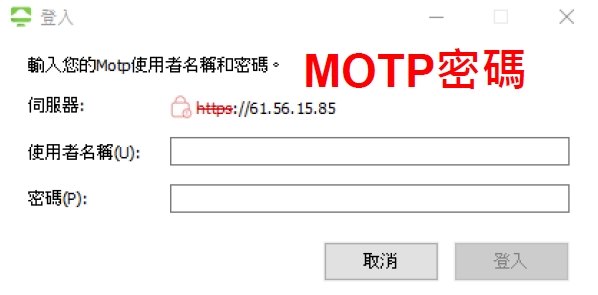 登入
輸入您的Motp使用者名稱和密碼。
MOTP密碼
伺服器: https://61.56.15.85
使用者名稱(U):
密碼(P):
取消 登入